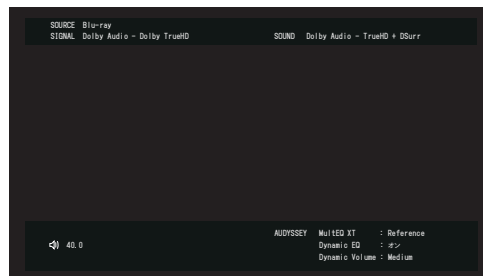 SOURCE Blu-ray
SIGNAL Dolby Audio - Dolby TrueHD SOUND Dolby Audio - TrueHD + DSurr
AUDYSSEY MultEQ XT : Reference
40.0 Dynamic EQ : オン
Dynamic Volume : Medium